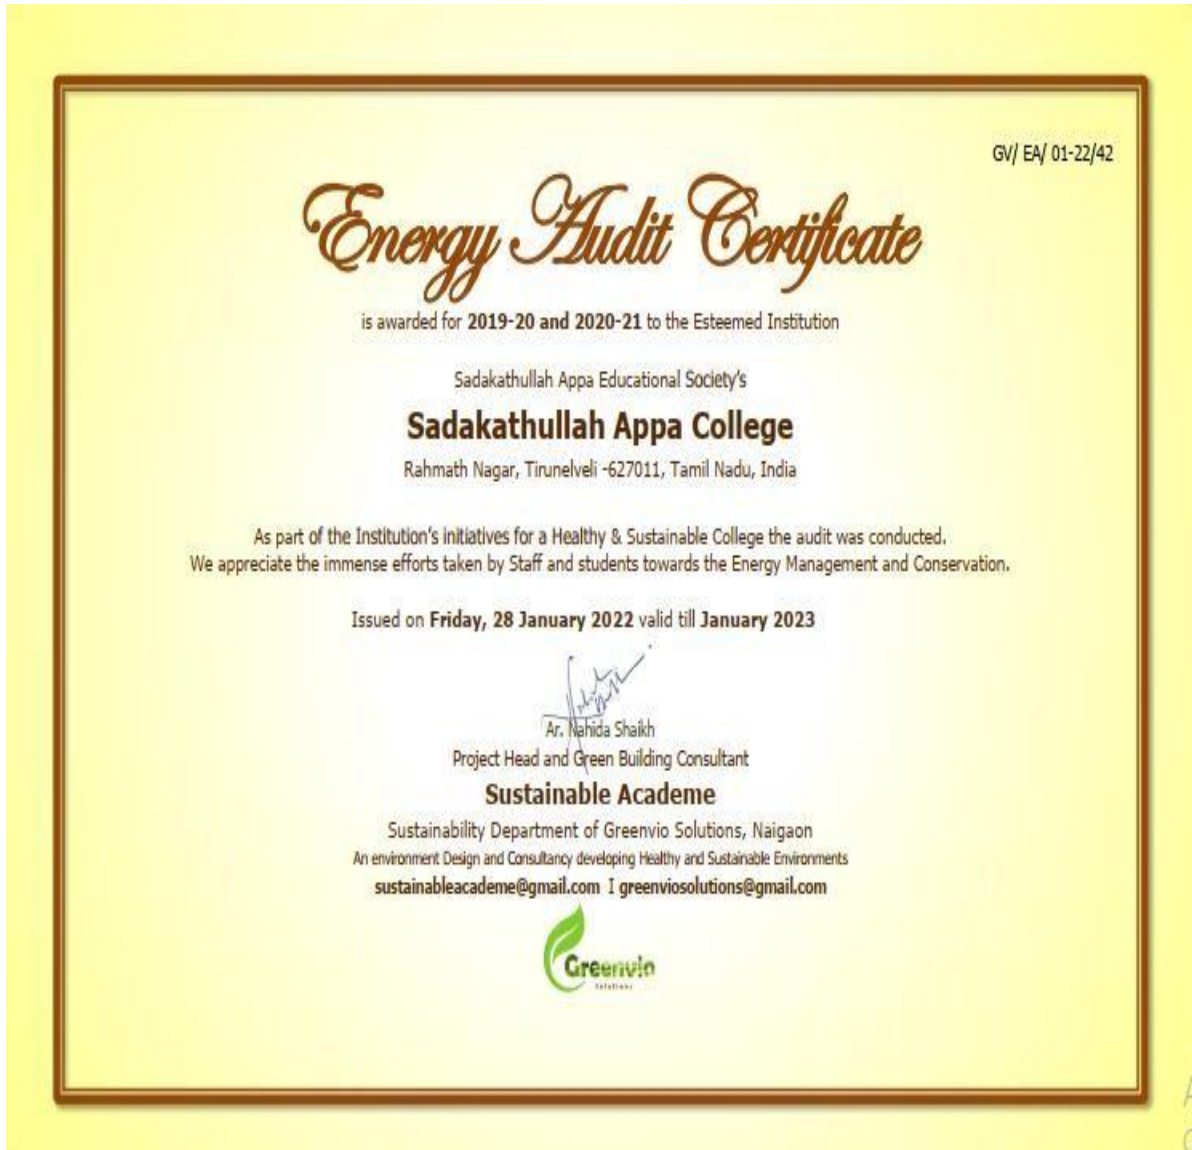 GV/ EA/ 01-22/42
Energy Audit Certificate
is awarded for 2019-20 and 2020-21 to the Esteemed Institution
Sadakathullah Appa Educational Society's
Sadakathullah Appa College
Rahmath Nagar, Tirunelveli -627011, Tamil Nadu, India
As part of the Institution's initiatives for a Healthy & Sustainable College the audit was conducted.
We appreciate the immense efforts taken by Staff and students towards the Energy Management and Conservation.
Issued on Friday, 28 January 2022 valid till January 2023
Ar. Nahida Shaikh
Project Head and Green Building Consultant
Sustainable Academe
Sustainability Department of Greenvio Solutions, Naigaon
An environment Design and Consultancy developing Healthy and Sustainable Environments
sustainableacademe@gmail.com I greenviosolutions@gmail.com
Greenvio
Solutions